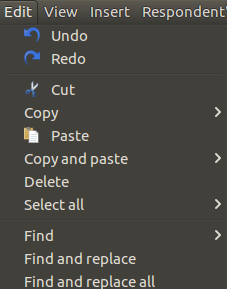 Edit View Insert Respondent'
Undo
Redo
Cut
Copy
Paste
Copy and paste
Delete
Select all
Find
Find and replace
Find and replace all